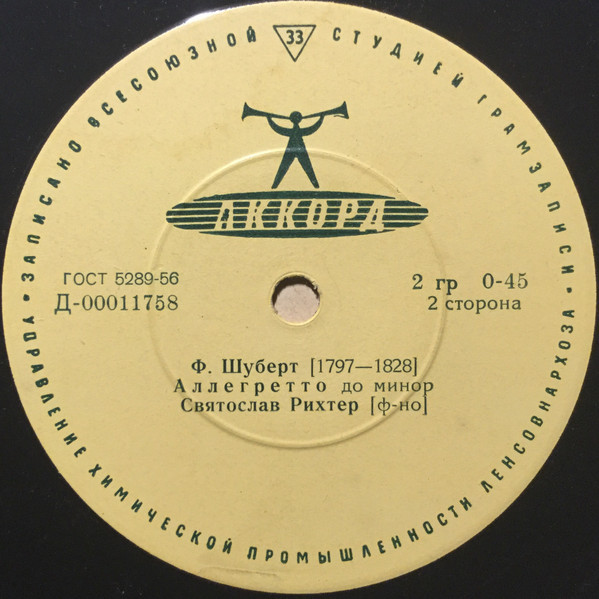 ЗАПИСАНО ВСЕСОЮЗНОЙ СТУДИЕЙ ГРАМЗАПИСИ
33
АККОРД
ГОСТ 5289-56
Д-00011758
2 гр 0-45
2 сторона
Ф. Шуберт [1797—1828]
Аллегретто до минор
Святослав Рихтер [ф-но]
УПРАВЛЕНИЕ ХИМИЧЕСКОЙ ПРОМЫШЛЕННОСТИ ЛЕНСОВНАРХОЗА